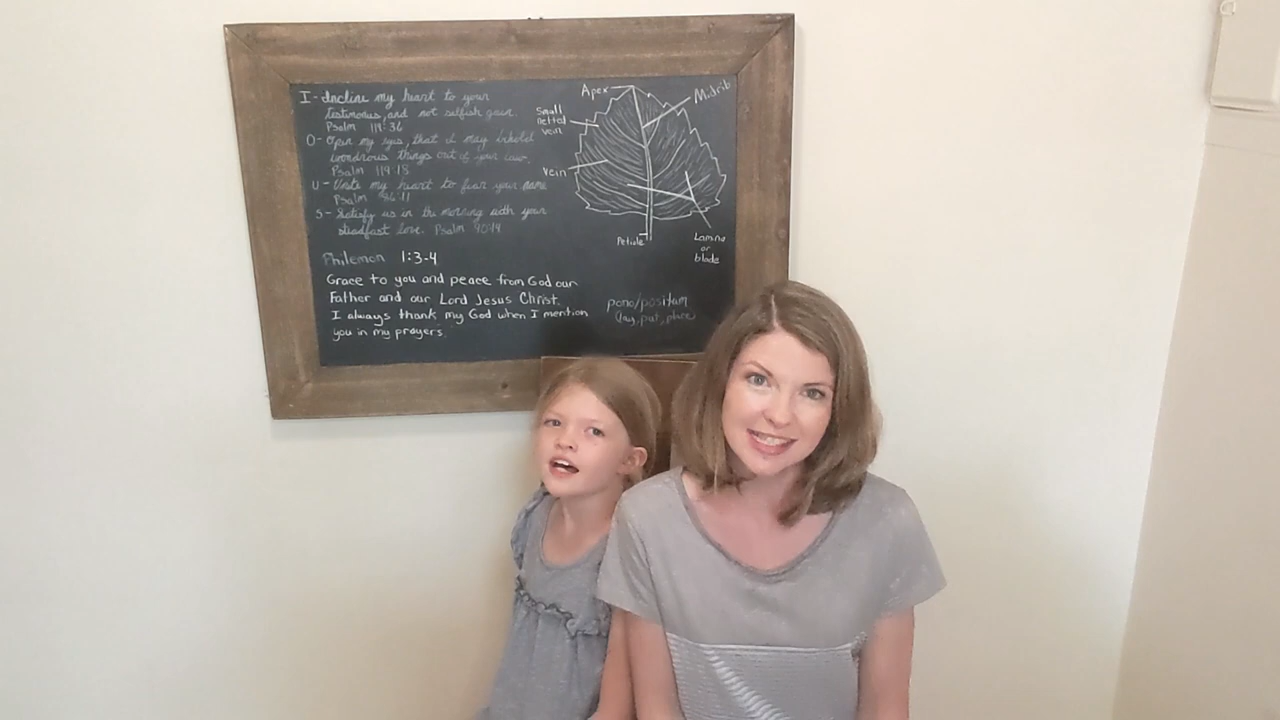 I - Incline my heart to your
testimonies, and not selfish gain.
Psalm 119:36
O - Open my eyes, that I may behold
wondrous things out of your law.
Psalm 119:18
U - Unite my heart to fear your name
Psalm 86:11
S - Satisfy us in the morning with your
steadfast love. Psalm 90:14
Philemon 1:3-4
Grace to you and peace from God our
Father and our Lord Jesus Christ.
I always thank my God when I mention
you in my prayers.
Apex
Midrib
Small
netted
vein
Vein
Petiole
Lamina
or
blade
pono/positum
(lay, put, place)